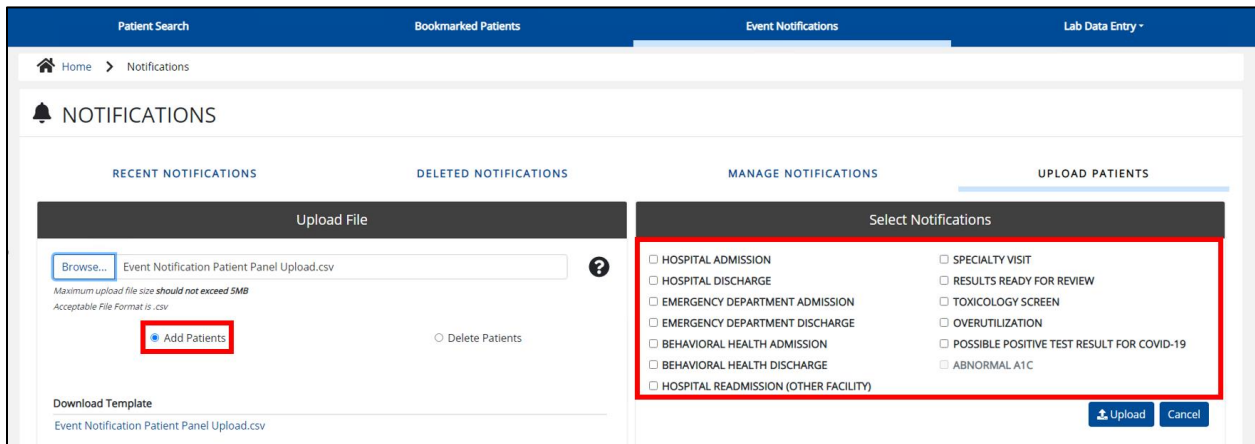 Patient Search
Bookmarked Patients
Event Notifications
Lab Data Entry
Home > Notifications
NOTIFICATIONS
RECENT NOTIFICATIONS
DELETED NOTIFICATIONS
MANAGE NOTIFICATIONS
UPLOAD PATIENTS
Upload File
Browse... Event Notification Patient Panel Upload.csv ?
Maximum upload file size should not exceed 5MB
Acceptable File Format is .csv
Add Patients
Delete Patients
Download Template
Event Notification Patient Panel Upload.csv
Select Notifications
HOSPITAL ADMISSION
HOSPITAL DISCHARGE
EMERGENCY DEPARTMENT ADMISSION
EMERGENCY DEPARTMENT DISCHARGE
BEHAVIORAL HEALTH ADMISSION
BEHAVIORAL HEALTH DISCHARGE
HOSPITAL READMISSION (OTHER FACILITY)
SPECIALTY VISIT
RESULTS READY FOR REVIEW
TOXICOLOGY SCREEN
OVERUTILIZATION
POSSIBLE POSITIVE TEST RESULT FOR COVID-19
ABNORMAL A1C
Upload
Cancel